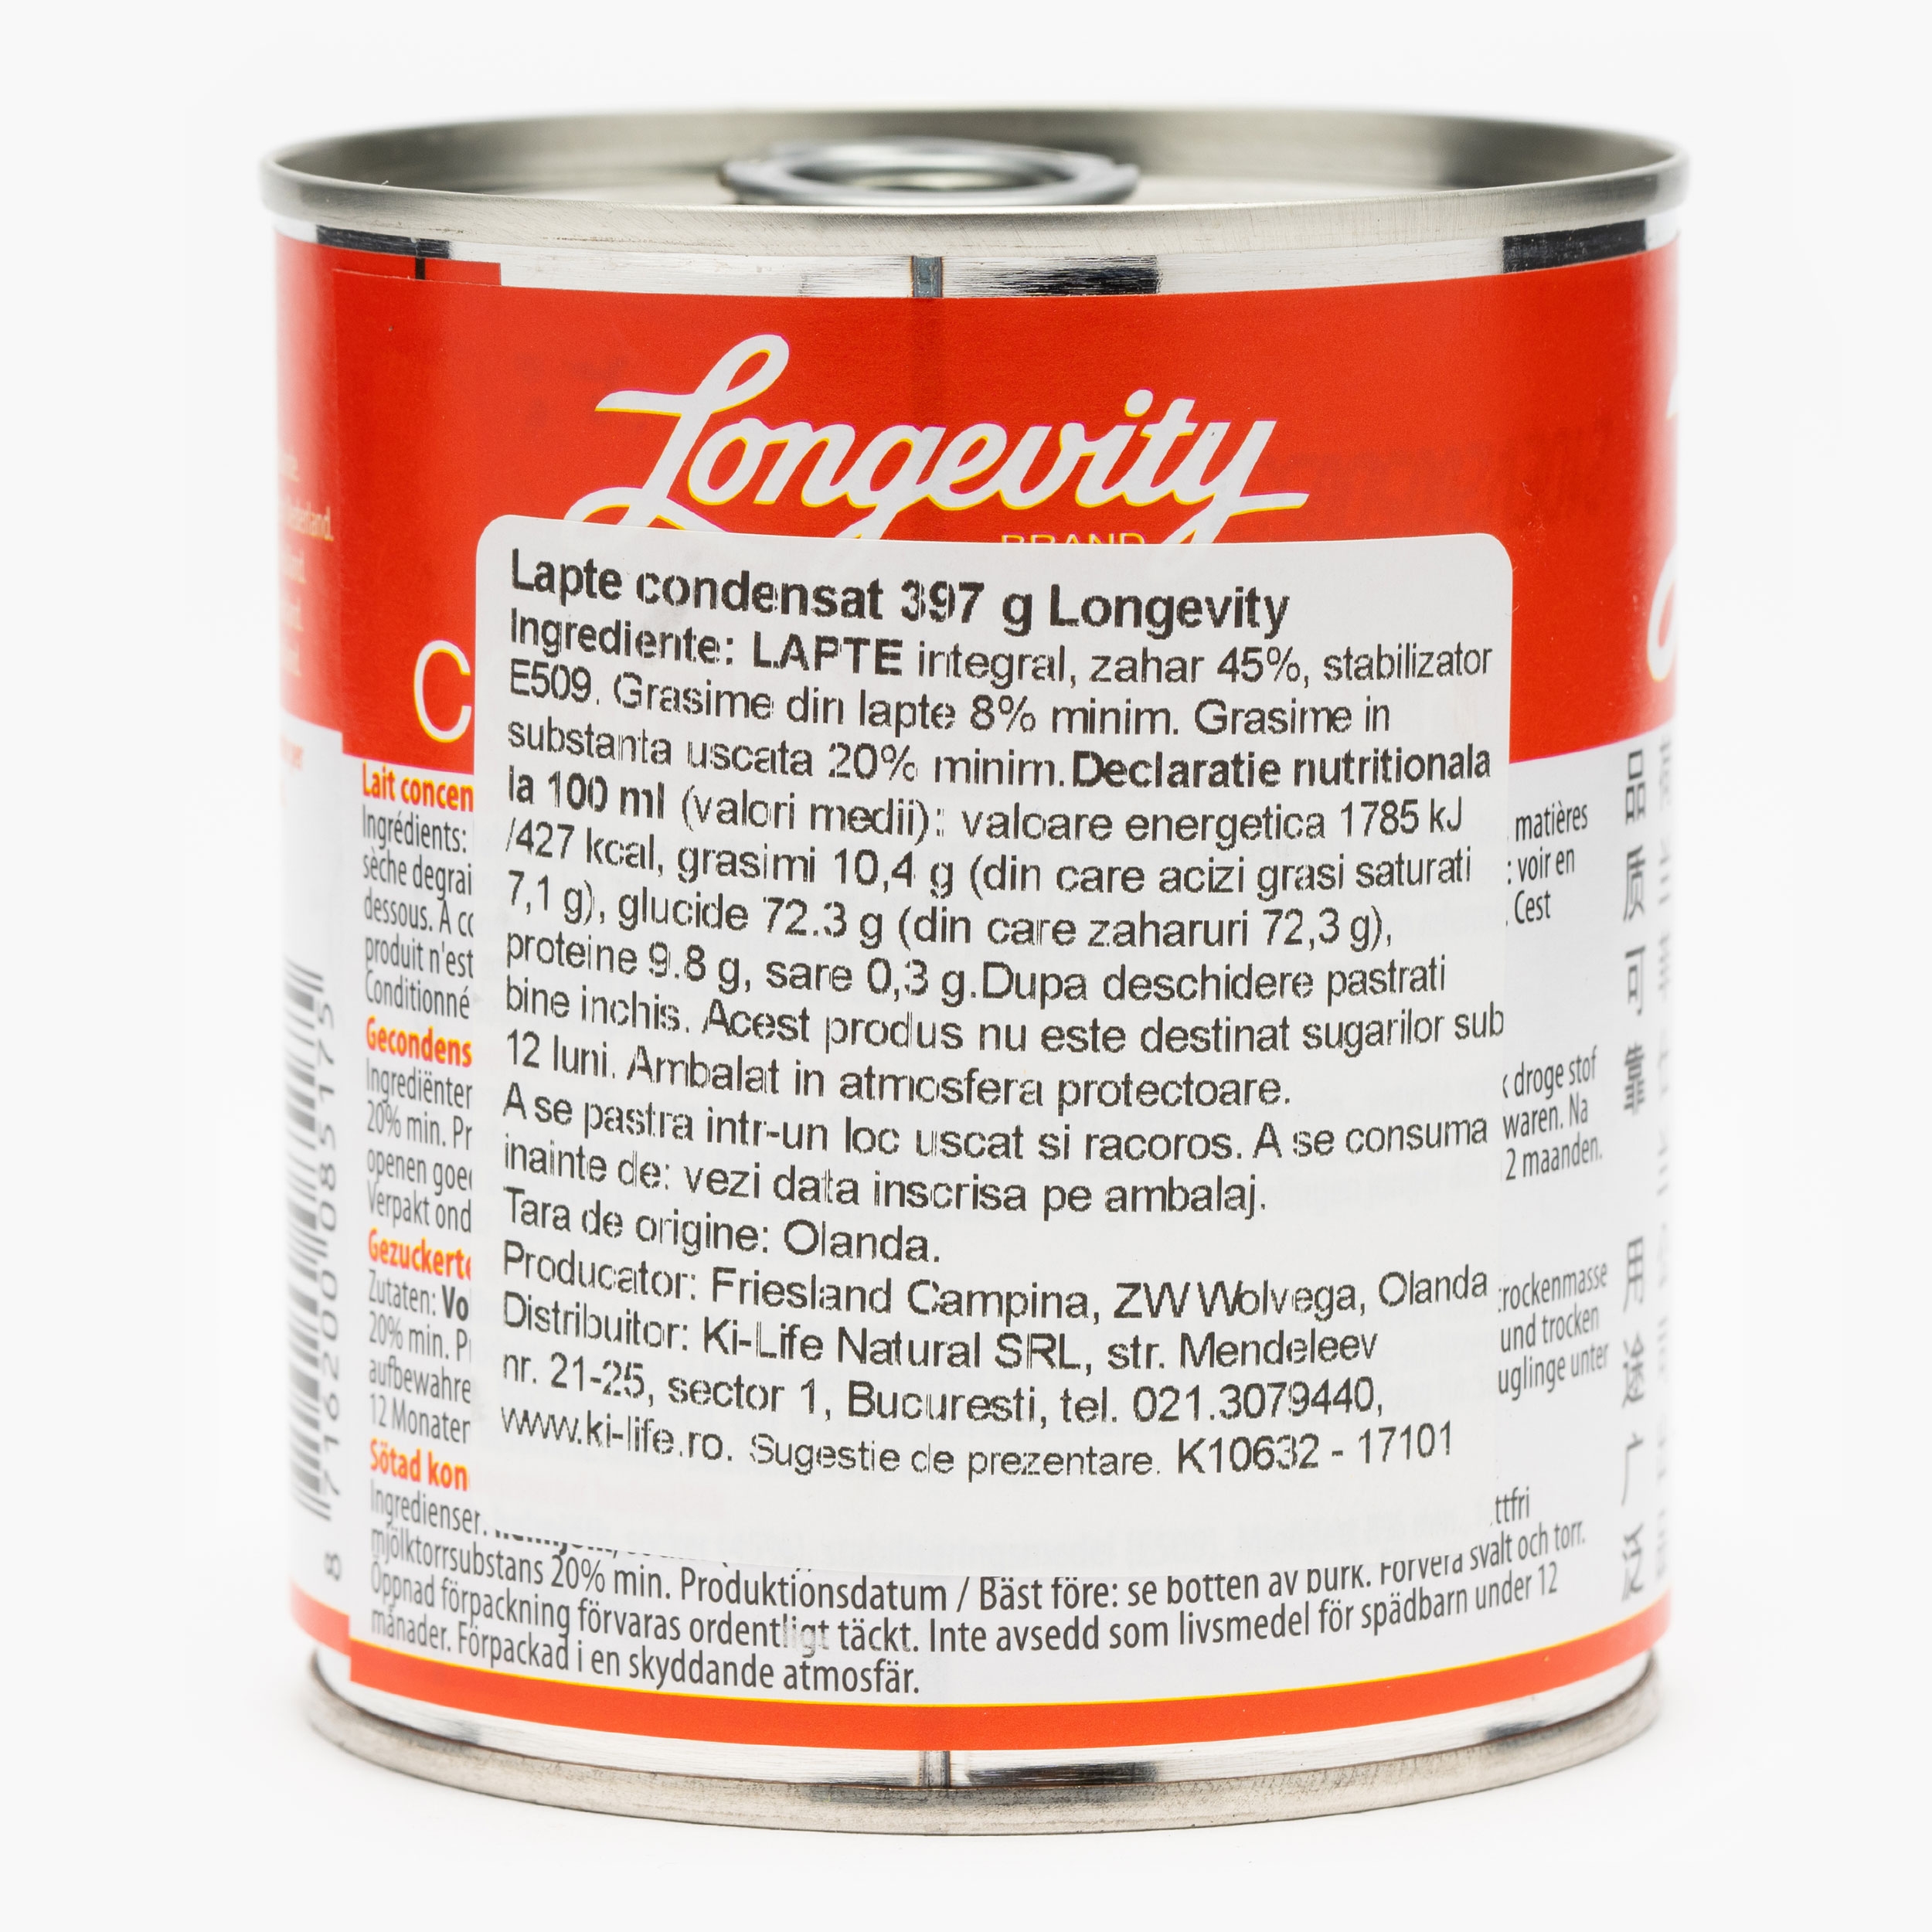 Longevity
BRAND
C
Lapte condensat 397 g Longevity
Ingrediente: LAPTE integral, zahar 45%, stabilizator
E509. Grasime din lapte 8% minim. Grasime in
substanta uscata 20% minim. Declaratie nutritionala
la 100 ml (valori medii): valoare energetica 1785 kJ
/427 kcal, grasimi 10,4 g (din care acizi grasi saturati
7,1 g), glucide 72.3 g (din care zaharuri 72,3 g),
proteine 9.8 g, sare 0,3 g.Dupa deschidere pastrati
bine inchis. Acest produs nu este destinat sugarilor sub
12 luni. Ambalat in atmosfera protectoare.
A se pastra intr-un loc uscat si racoros. A se consuma
inainte de: vezi data inscrisa pe ambalaj.
Tara de origine: Olanda.
Producator: Friesland Campina, ZW Wolvega, Olanda
Distribuitor: Ki-Life Natural SRL, str. Mendeleev
nr. 21-25, sector 1, Bucuresti, tel. 021.3079440,
www.ki-life.ro. Sugestie de prezentare. K10632 - 17101
Lait concen
Ingrédients: matières
sèche degrai : voir en
dessous. A co . Cest
produit n'est
Conditionné
Gecondens
Ingrediënten droge stof
20% min. Pr waren. Na
openen goed 2 maanden.
Verpakt ond
Gezuckerte
Zutaten: Vo rockenmasse
20% min. P und trocken
aufbewahre uglinge unter
12 Monaten
Sötad kon
Ingredienser. ttfri
mjölktorrsubstans 20% min. Produktionsdatum / Bäst före: se botten av burk. Förvera svalt och torr.
Öppnad förpackning förvaras ordentligt täckt. Inte avsedd som livsmedel för spädbarn under 12
månader. Förpackad i en skyddande atmosfär.
8 716200 085175
品质可靠
用途广泛